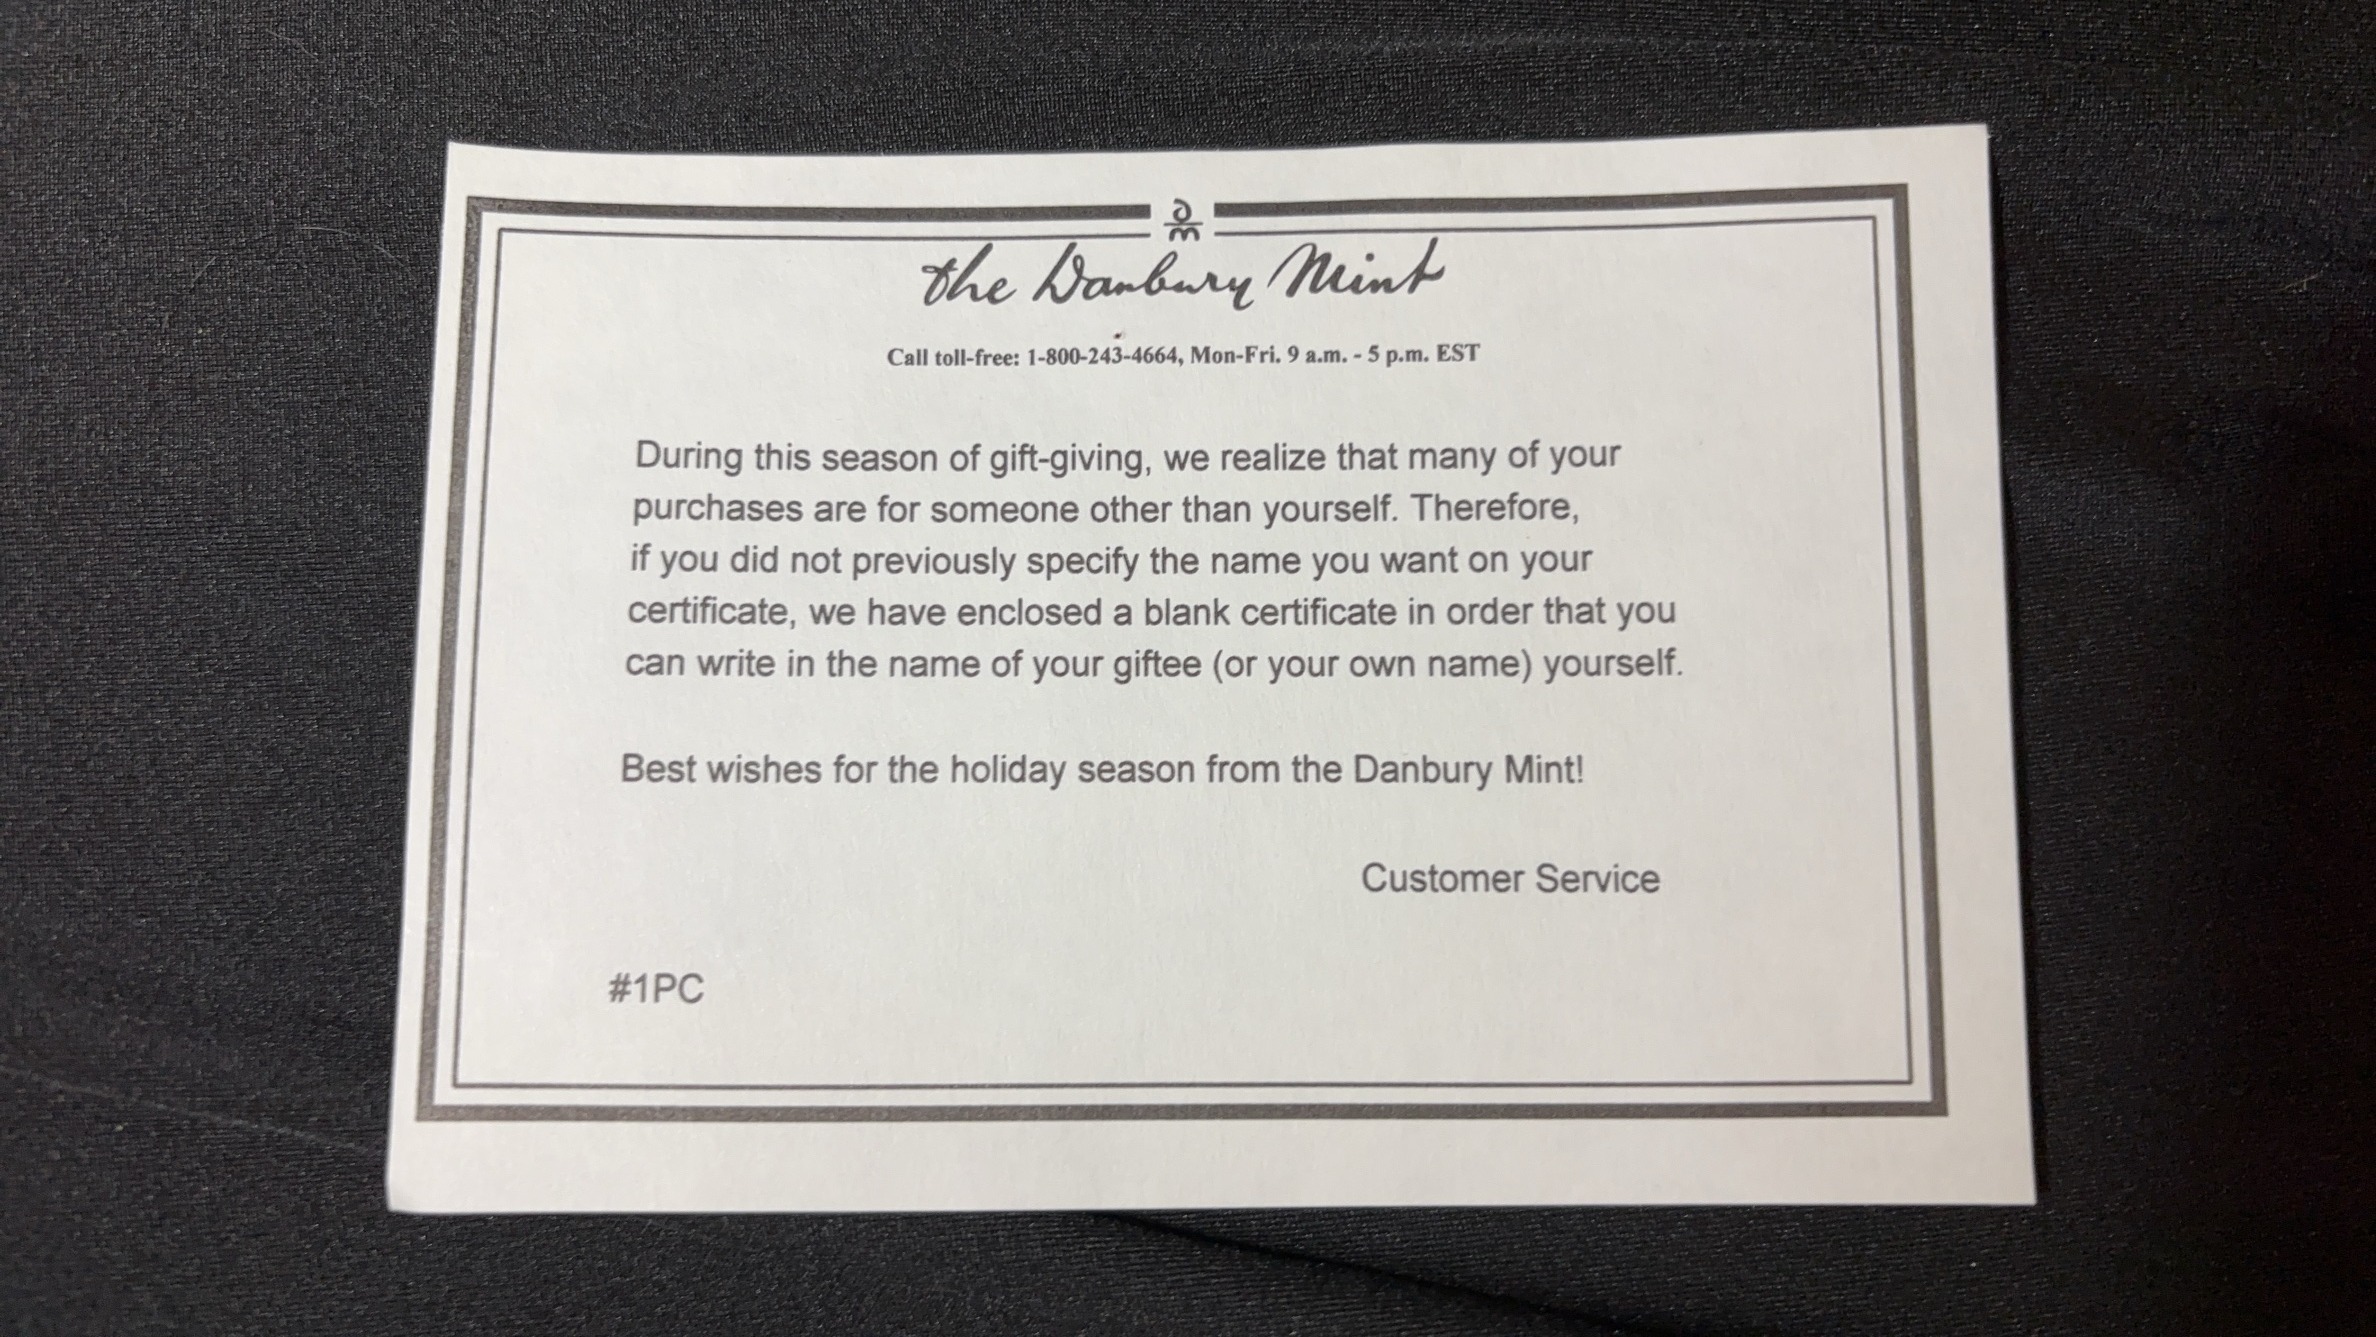 dm
the Danbury Mint
Call toll-free: 1-800-243-4664, Mon-Fri. 9 a.m. - 5 p.m. EST
During this season of gift-giving, we realize that many of your
purchases are for someone other than yourself. Therefore,
if you did not previously specify the name you want on your
certificate, we have enclosed a blank certificate in order that you
can write in the name of your giftee (or your own name) yourself.
Best wishes for the holiday season from the Danbury Mint!
Customer Service
#1PC